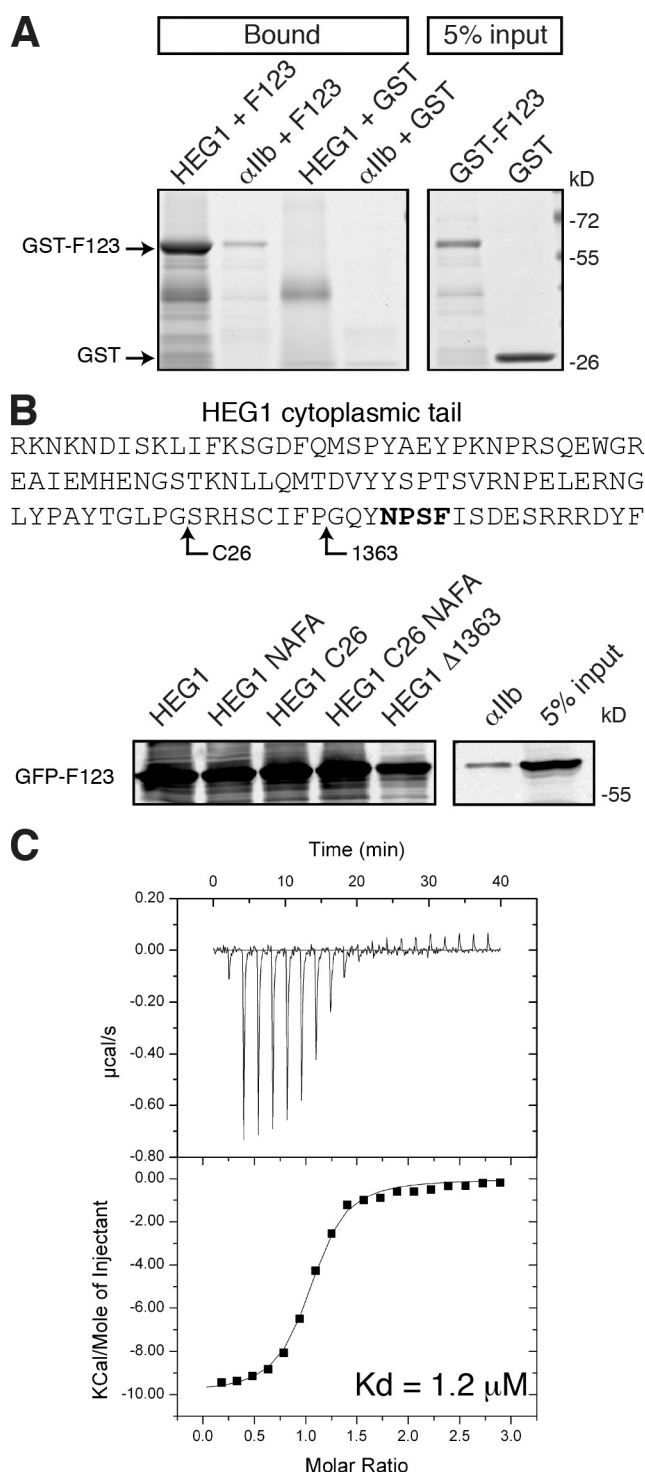 A
Bound
5% input
HEG1 + F123
αIIb + F123
HEG1 + GST
αIIb + GST
GST-F123
GST
kD
GST-F123
-72
-55
GST
-26
B
HEG1 cytoplasmic tail
RKNKNDISKLIFKSGDFQMSPYAEYPKNPRSQEWGR
EAIEMHENGSTKNLLQMTDVYYSPTSVRNPELERNG
LYPAYTGLPGSRHSCIFPGQYNPSFISDESRRRDYF
C26
1363
HEG1
HEG1 NAFA
HEG1 C26
HEG1 C26 NAFA
HEG1 Δ1363
αIIb
5% input
kD
GFP-F123
-55
C
Time (min)
0 10 20 30 40
0.20
0.00
-0.20
-0.40
-0.60
-0.80
µcal/s
0.00
-2.00
-4.00
-6.00
-8.00
-10.00
KCal/Mole of Injectant
Kd = 1.2 µM
0.0 0.5 1.0 1.5 2.0 2.5 3.0
Molar Ratio